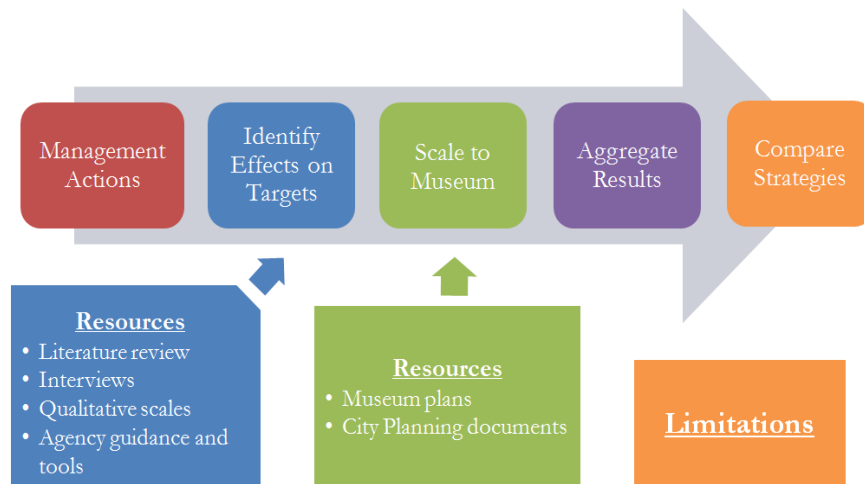 Management
Actions
Identify
Effects on
Targets
Scale to
Museum
Aggregate
Results
Compare
Strategies
Resources
• Literature review
• Interviews
• Qualitative scales
• Agency guidance and
tools
Resources
• Museum plans
• City Planning documents
Limitations